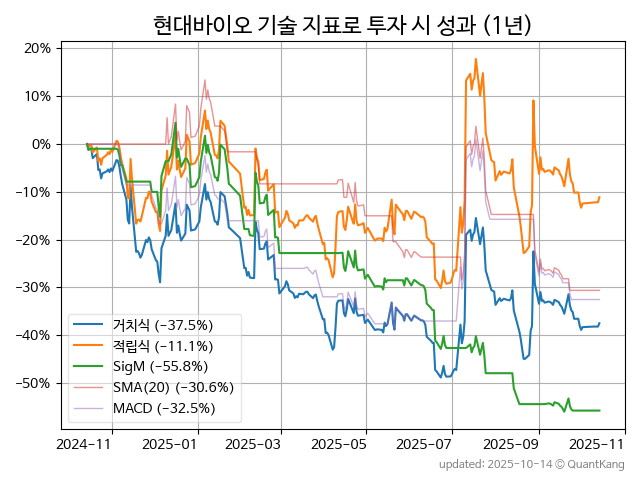 현대바이오 기술 지표로 투자 시 성과 (1년)
20%
10%
0%
−10%
−20%
−30%
−40%
−50%
거치식 (−37.5%)
적립식 (−11.1%)
SigM (−55.8%)
SMA(20) (−30.6%)
MACD (−32.5%)
2024-11 2025-01 2025-03 2025-05 2025-07 2025-09 2025-11
updated: 2025-10-14 © QuantKang